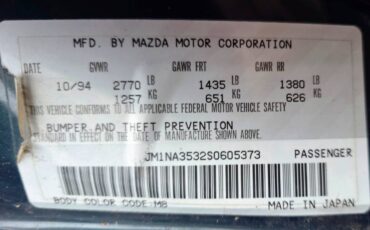 MFD. BY MAZDA MOTOR CORPORATION
DATE GVWR GAWR FRT GAWR RR
10/94 2770 LB 1435 LB 1380 LB
1257 KG 651 KG 626 KG
THIS VEHICLE CONFORMS TO ALL APPLICABLE FEDERAL MOTOR VEHICLE SAFETY
BUMPER AND THEFT PREVENTION
STANDARD IN EFFECT ON THE DATE OF MANUFACTURE SHOWN ABOVE.
JM1NA3532S0605373 PASSENGER
BODY COLOR CODE M8 MADE IN JAPAN